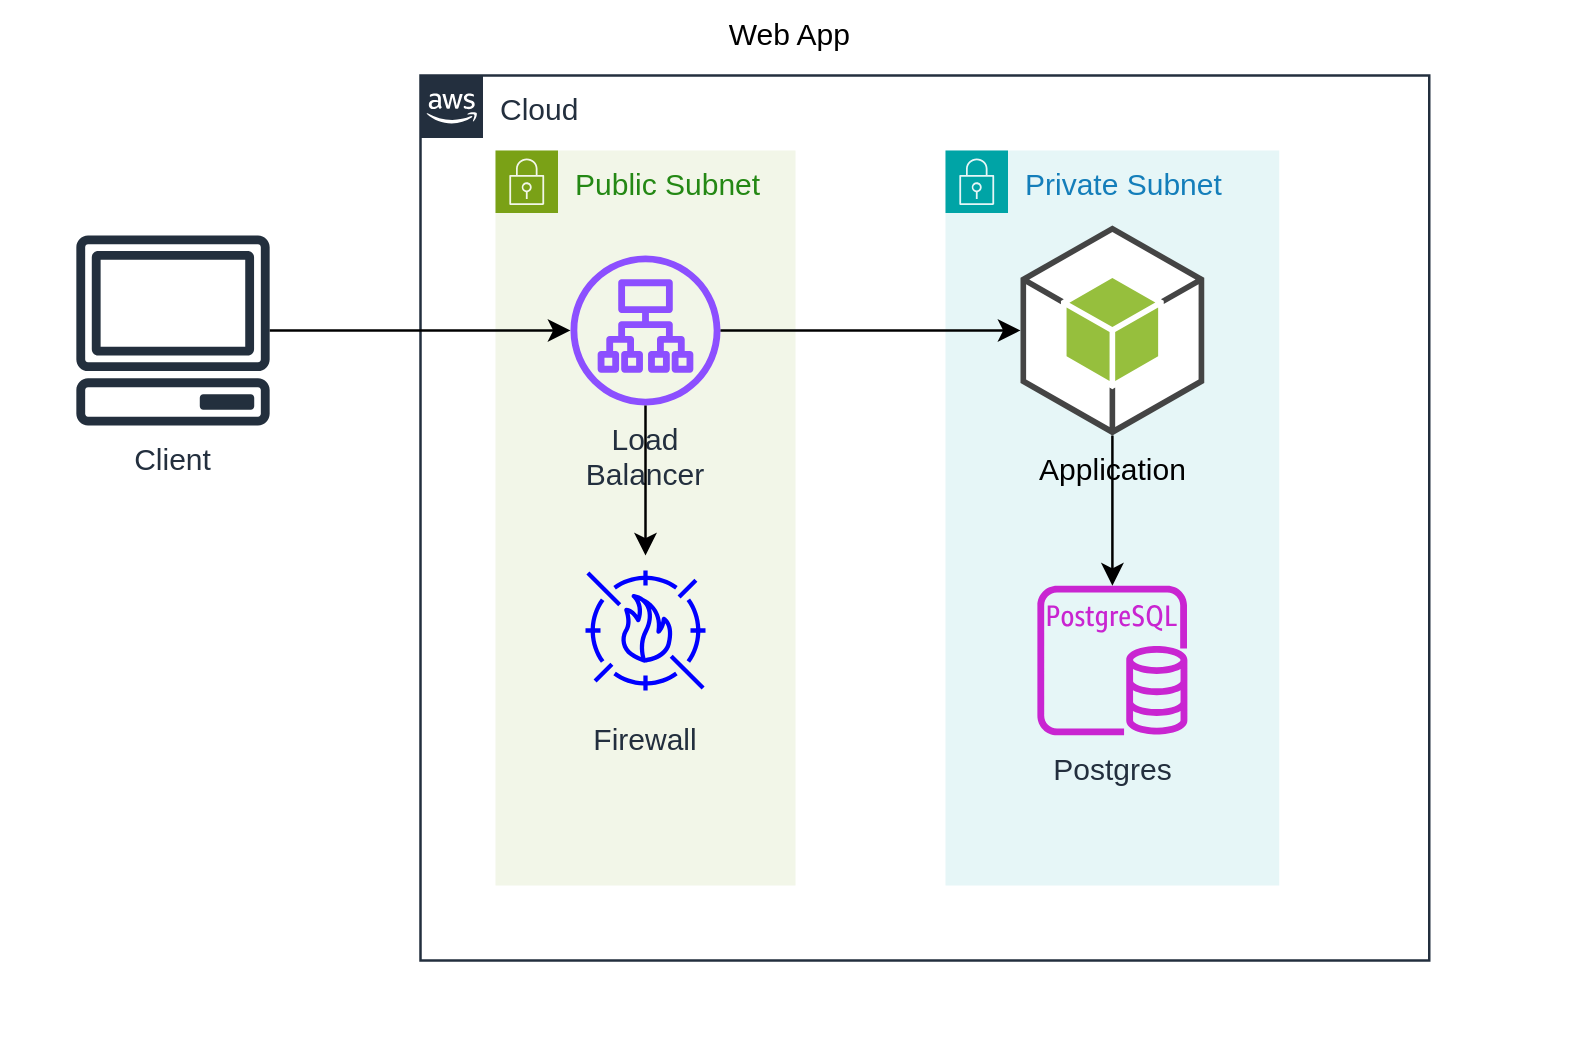 Web App
aws
Cloud
Public Subnet
Private Subnet
Client
Load
Balancer
Application
PostgreSQL
Firewall
Postgres